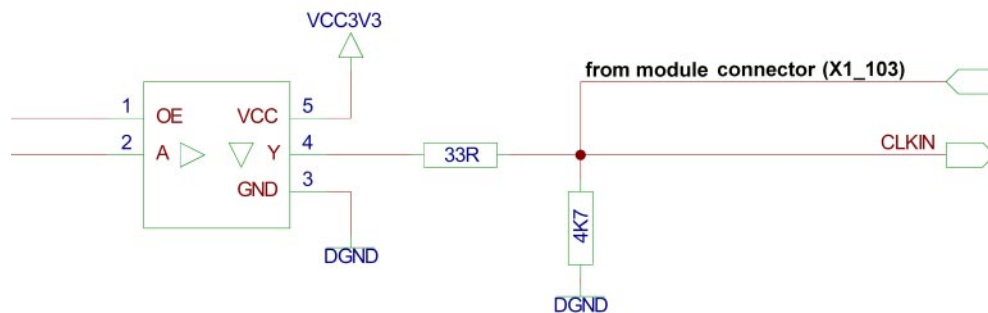 VCC3V3
from module connector (X1_103)
1 OE VCC 5
2 A Y 4 33R CLKIN
GND 3
4K7
DGND
DGND